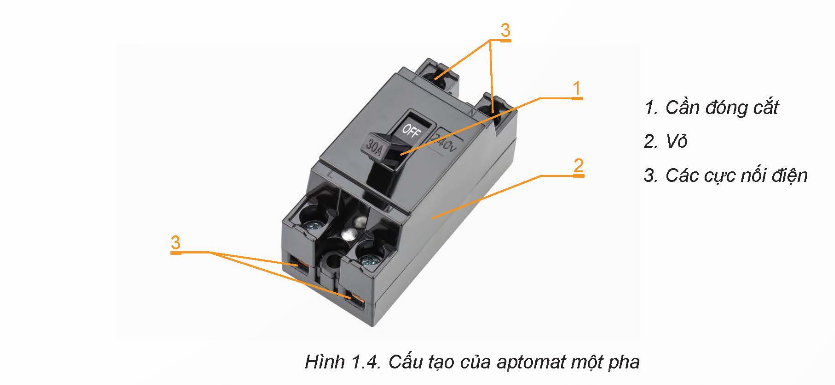 3
1
1. Cần đóng cắt
OFF
30A
240v
2. Vỏ
2
3. Các cực nối điện
L
3
Hình 1.4. Cấu tạo của aptomat một pha